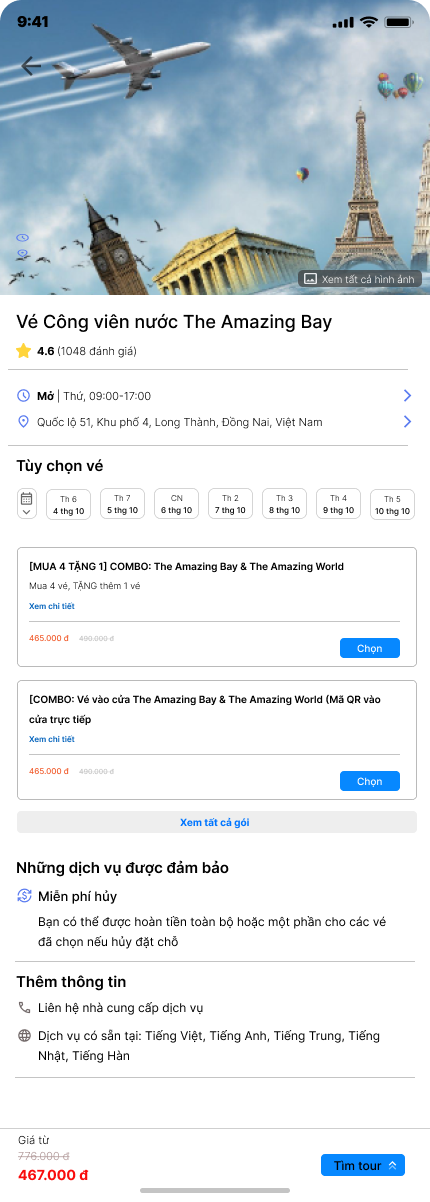 9:41
Xem tất cả hình ảnh
Vé Công viên nước The Amazing Bay
4.6 (1048 đánh giá)
Mở | Thứ, 09:00-17:00
Quốc lộ 51, Khu phố 4, Long Thành, Đồng Nai, Việt Nam
Tùy chọn vé
Th 6 Th 7 CN Th 2 Th 3 Th 4 Th 5
4 thg 10 5 thg 10 6 thg 10 7 thg 10 8 thg 10 9 thg 10 10 thg 10
[MUA 4 TẶNG 1] COMBO: The Amazing Bay & The Amazing World
Mua 4 vé, TẶNG thêm 1 vé
Xem chi tiết
465.000 đ 490.000 đ
Chọn
[COMBO: Vé vào cửa The Amazing Bay & The Amazing World (Mã QR vào
cửa trực tiếp
Xem chi tiết
465.000 đ 490.000 đ
Chọn
Xem tất cả gói
Những dịch vụ được đảm bảo
Miễn phí hủy
Bạn có thể được hoàn tiền toàn bộ hoặc một phần cho các vé
đã chọn nếu hủy đặt chỗ
Thêm thông tin
Liên hệ nhà cung cấp dịch vụ
Dịch vụ có sẵn tại: Tiếng Việt, Tiếng Anh, Tiếng Trung, Tiếng
Nhật, Tiếng Hàn
Giá từ
776.000 đ
467.000 đ
Tìm tour